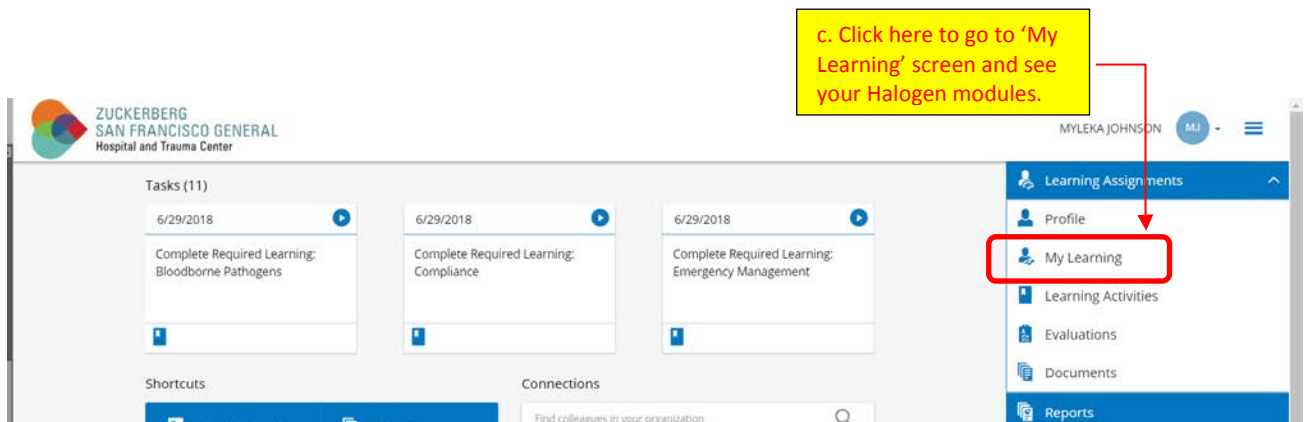 c. Click here to go to ‘My
Learning’ screen and see
your Halogen modules.
ZUCKERBERG
SAN FRANCISCO GENERAL
Hospital and Trauma Center
MYLEKA JOHNSON MJ
Tasks (11)
6/29/2018
Complete Required Learning:
Bloodborne Pathogens
6/29/2018
Complete Required Learning:
Compliance
6/29/2018
Complete Required Learning:
Emergency Management
Shortcuts
Connections
Find colleagues in your organization
Learning Assignments
Profile
My Learning
Learning Activities
Evaluations
Documents
Reports